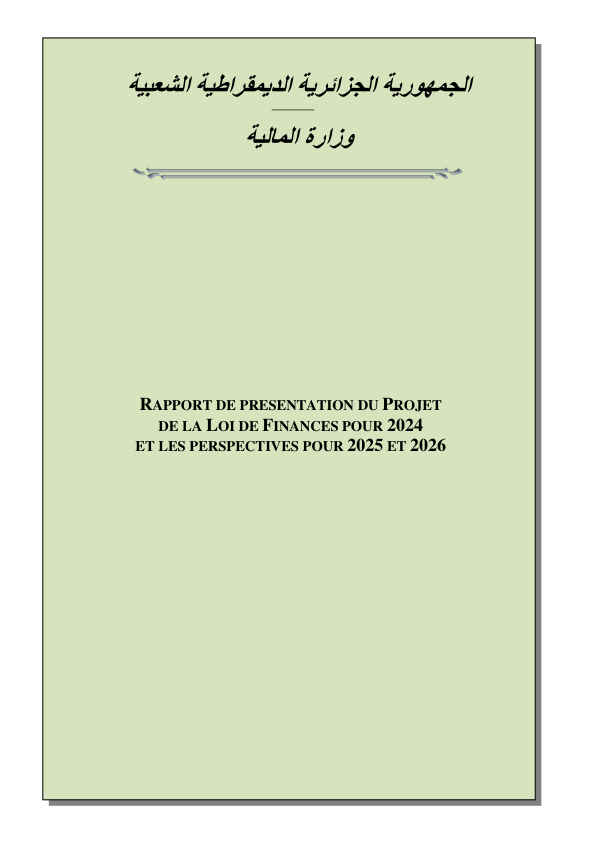 الجمهورية الجزائرية الديمقراطية الشعبية
وزارة المالية
RAPPORT DE PRESENTATION DU PROJET
DE LA LOI DE FINANCES POUR 2024
ET LES PERSPECTIVES POUR 2025 ET 2026